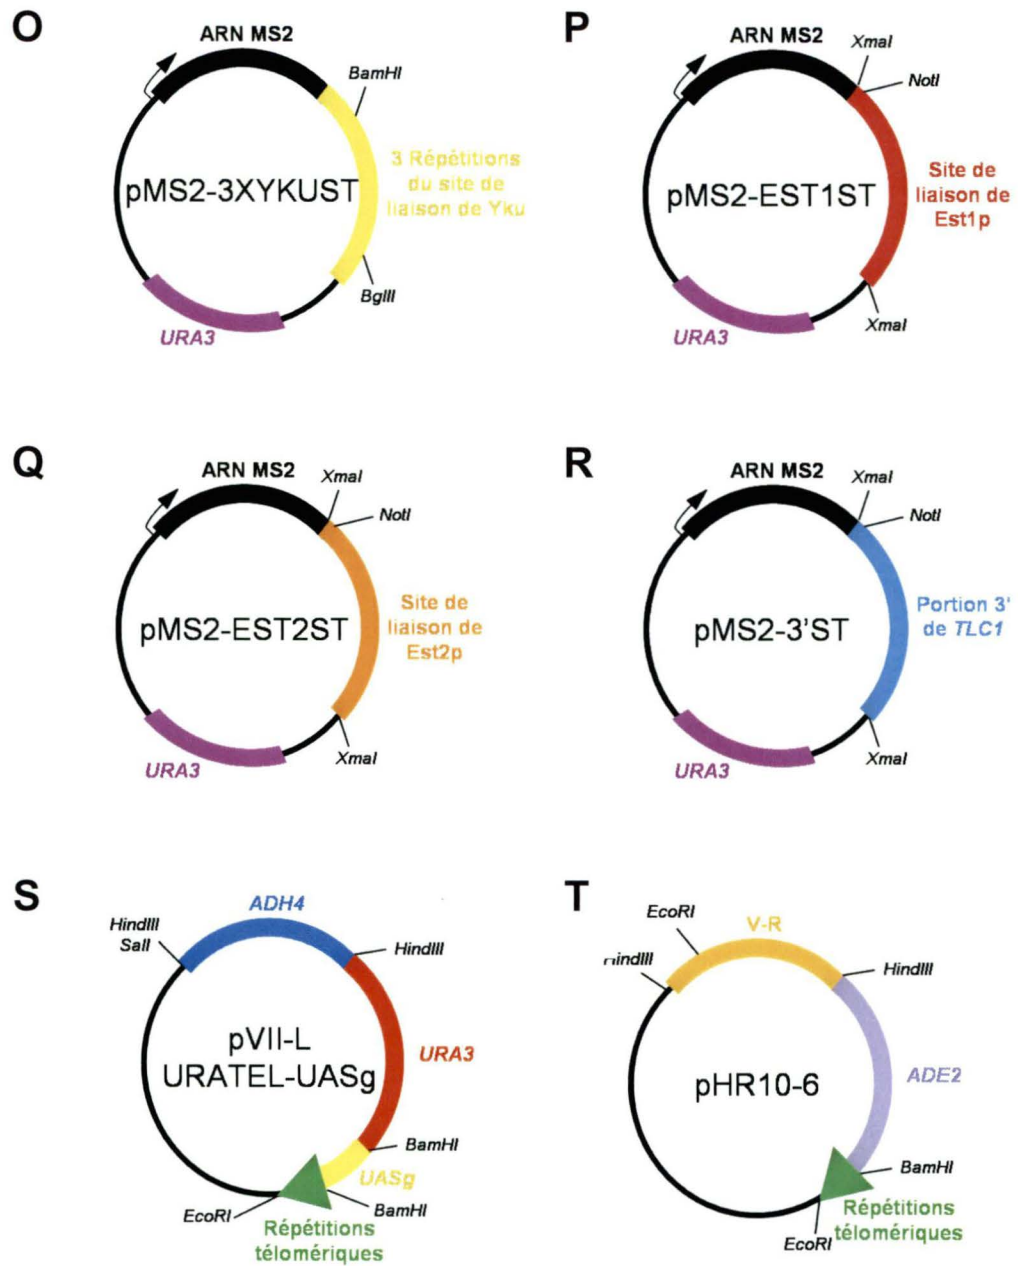 O
ARN MS2
BamHI
pMS2-3XYKUST
3 Répétitions
du site de
liaison de Yku
BglII
URA3
P
ARN MS2
XmaI
NotI
pMS2-EST1ST
Site de
liaison de
Est1p
XmaI
URA3
Q
ARN MS2
XmaI
NotI
pMS2-EST2ST
Site de
liaison de
Est2p
XmaI
URA3
R
ARN MS2
XmaI
NotI
pMS2-3'ST
Portion 3'
de TLC1
XmaI
URA3
S
ADH4
HindIII
SalI
HindIII
pVII-L
URATEL-UASg
URA3
BamHI
UASg
BamHI
EcoRI
Répétitions
télomériques
T
EcoRI
V-R
HindIII
HindIII
pHR10-6
ADE2
BamHI
Répétitions
télomériques
EcoRI